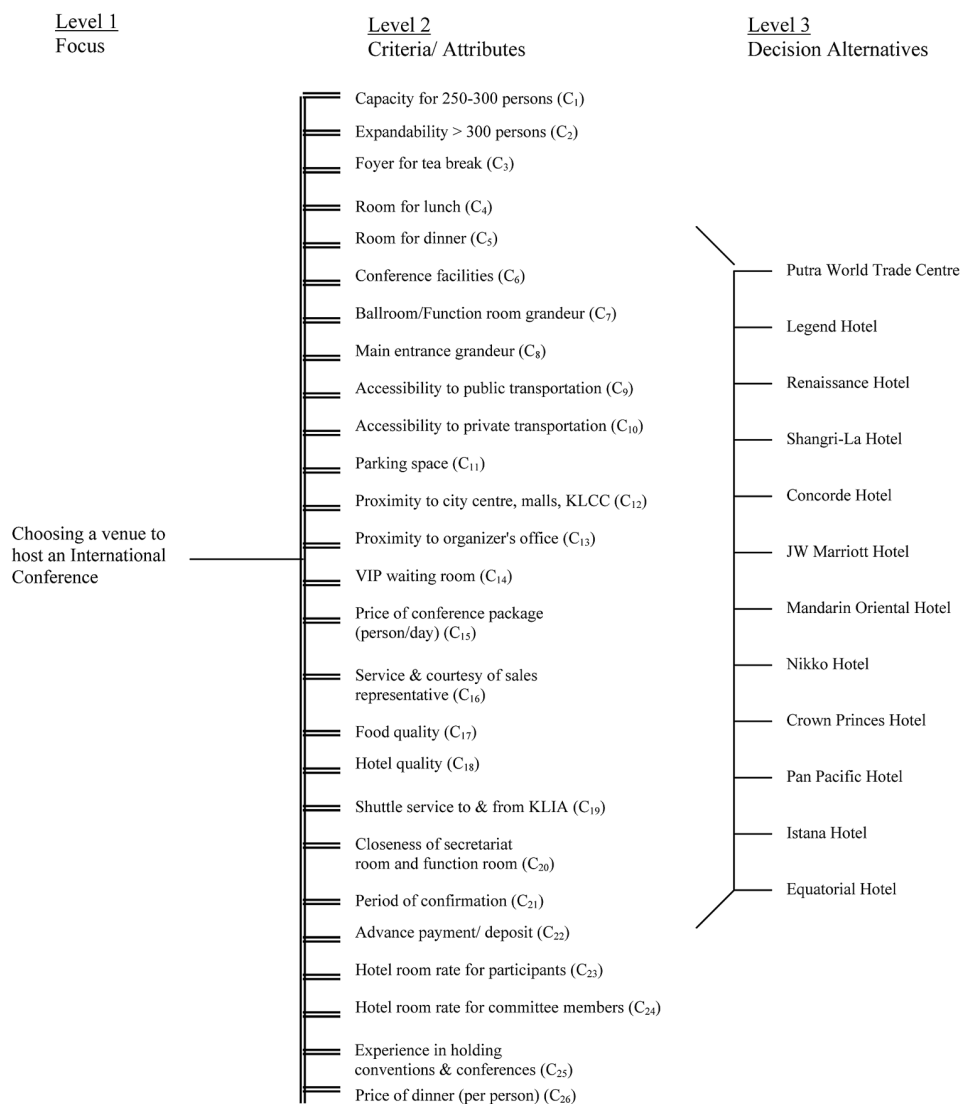 Level 1
Focus
Level 2
Criteria/ Attributes
Level 3
Decision Alternatives
Choosing a venue to
host an International
Conference
Capacity for 250-300 persons (C₁)
Expandability > 300 persons (C₂)
Foyer for tea break (C₃)
Room for lunch (C₄)
Room for dinner (C₅)
Conference facilities (C₆)
Ballroom/Function room grandeur (C₇)
Main entrance grandeur (C₈)
Accessibility to public transportation (C₉)
Accessibility to private transportation (C₁₀)
Parking space (C₁₁)
Proximity to city centre, malls, KLCC (C₁₂)
Proximity to organizer's office (C₁₃)
VIP waiting room (C₁₄)
Price of conference package
(person/day) (C₁₅)
Service & courtesy of sales
representative (C₁₆)
Food quality (C₁₇)
Hotel quality (C₁₈)
Shuttle service to & from KLIA (C₁₉)
Closeness of secretariat
room and function room (C₂₀)
Period of confirmation (C₂₁)
Advance payment/ deposit (C₂₂)
Hotel room rate for participants (C₂₃)
Hotel room rate for committee members (C₂₄)
Experience in holding
conventions & conferences (C₂₅)
Price of dinner (per person) (C₂₆)
Putra World Trade Centre
Legend Hotel
Renaissance Hotel
Shangri-La Hotel
Concorde Hotel
JW Marriott Hotel
Mandarin Oriental Hotel
Nikko Hotel
Crown Princes Hotel
Pan Pacific Hotel
Istana Hotel
Equatorial Hotel